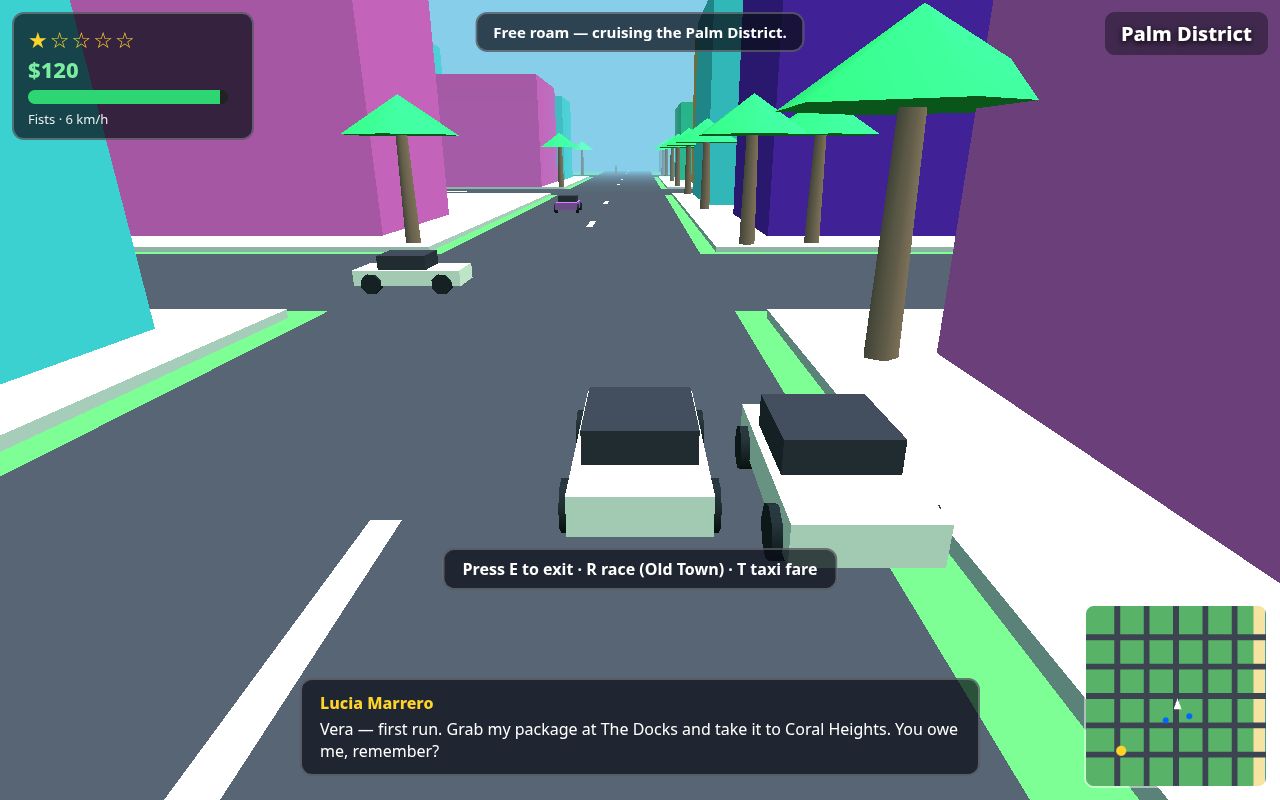 ★☆☆☆☆
$120
Fists · 6 km/h
Free roam — cruising the Palm District.
Palm District
Press E to exit · R race (Old Town) · T taxi fare
Lucia Marrero
Vera — first run. Grab my package at The Docks and take it to Coral Heights. You owe
me, remember?